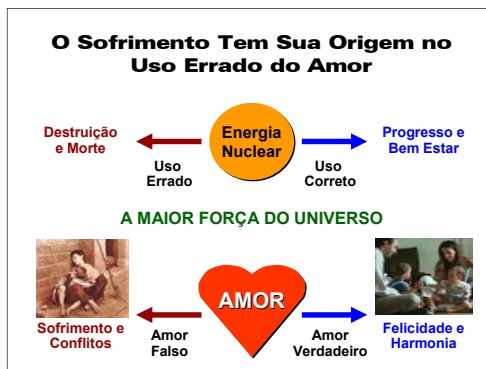 O Sofrimento Tem Sua Origem no
Uso Errado do Amor
Destruição
e Morte
Uso
Errado
Energia
Nuclear
Uso
Correto
Progresso e
Bem Estar
A MAIOR FORÇA DO UNIVERSO
Sofrimento e
Conflitos
Amor
Falso
AMOR
Amor
Verdadeiro
Felicidade e
Harmonia